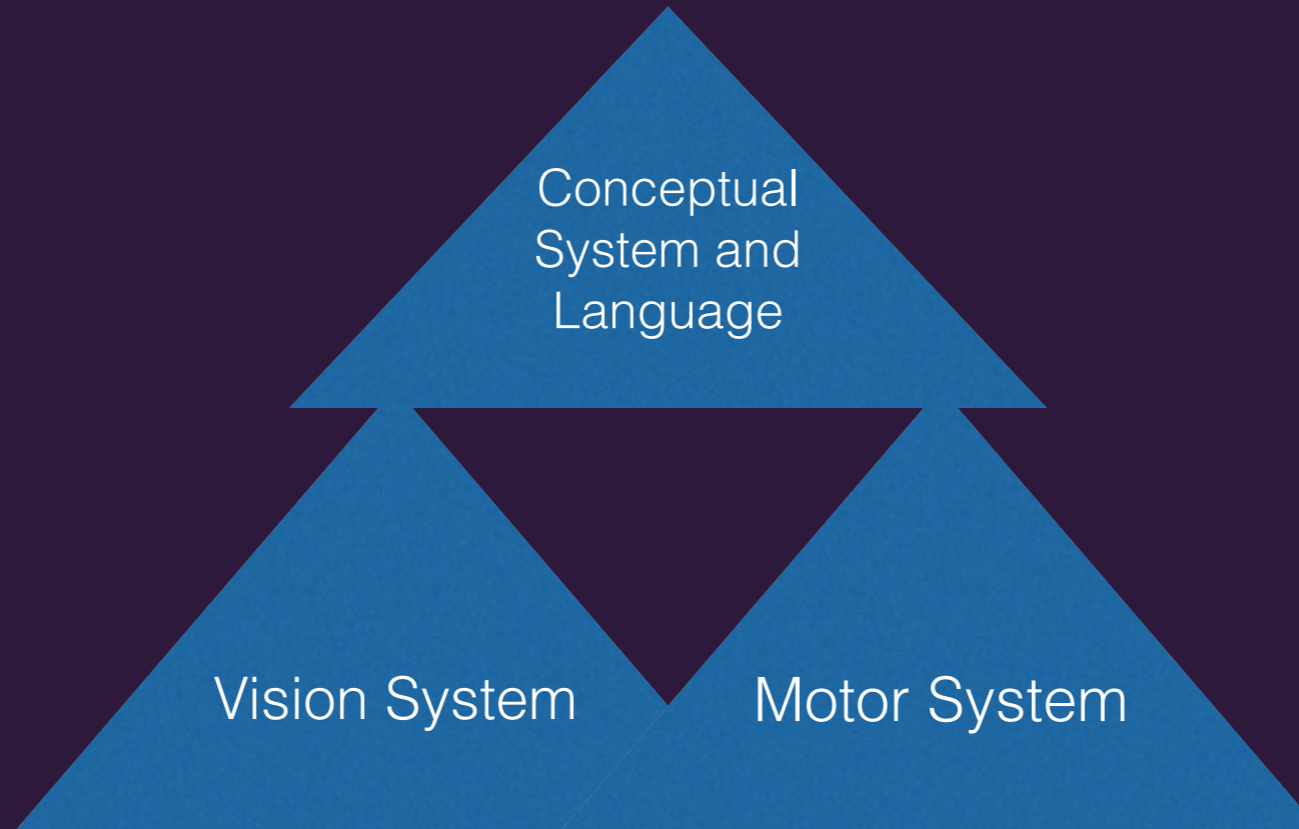 Conceptual
System and
Language
Vision System
Motor System